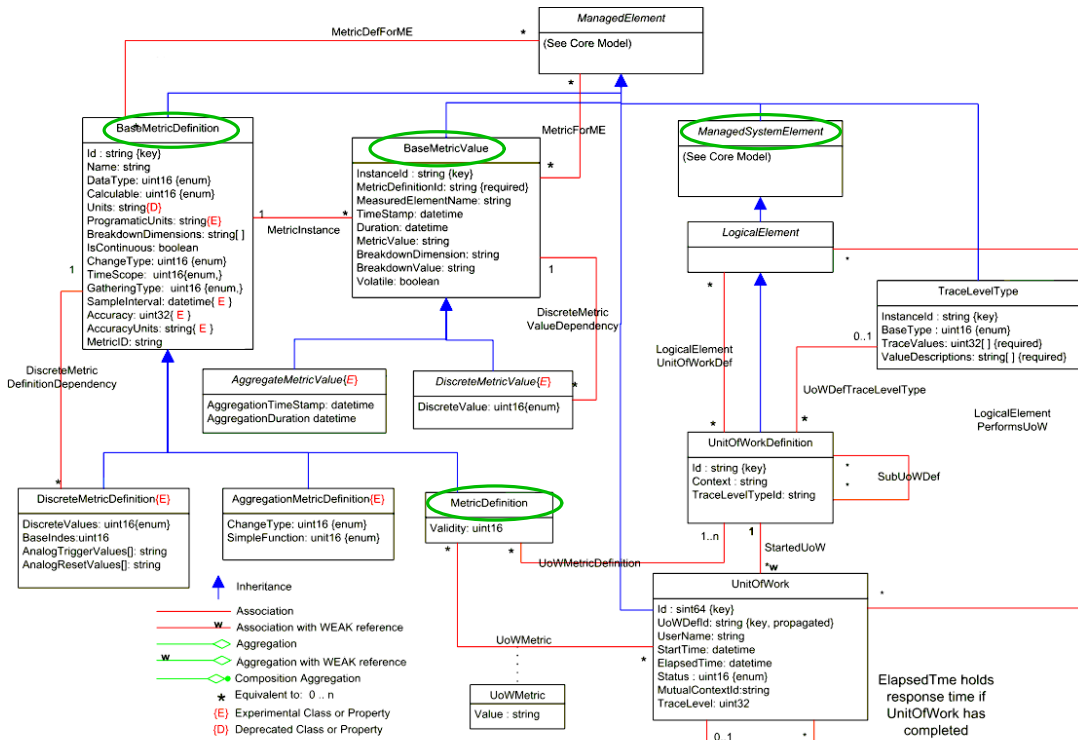 ManagedElement
(See Core Model)
MetricDefForME
*
*
*
MetricForME
*
BaseMetricDefinition
Id : string {key}
Name: string
DataType: uint16 {enum}
Calculable: uint16 {enum}
Units: string{D}
ProgramaticUnits: string{E}
BreakdownDimensions: string[ ]
IsContinuous: boolean
ChangeType: uint16 {enum}
TimeScope: uint16{enum,}
GatheringType: uint16 {enum,}
SampleInterval: datetime{ E }
Accuracy: uint32{ E }
AccuracyUnits: string{ E }
MetricID: string
1
*
MetricInstance
BaseMetricValue
InstanceId : string {key}
MetricDefinitionId: string {required}
MeasuredElementName: string
TimeStamp: datetime
Duration: datetime
MetricValue: string
BreakdownDimension: string
BreakdownValue: string
Volatile: boolean
ManagedSystemElement
(See Core Model)
LogicalElement
*
*
1
1
DiscreteMetric
ValueDependency
*
TraceLevelType
InstanceId : string {key}
BaseType : uint16 {enum}
TraceValues: uint32[ ] {required}
ValueDescriptions: string[ ] {required}
0..1
LogicalElement
UnitOfWorkDef
UoWDefTraceLevelType
LogicalElement
PerformsUoW
DiscreteMetric
DefinitionDependency
AggregateMetricValue{E}
AggregationTimeStamp: datetime
AggregationDuration datetime
DiscreteMetricValue{E}
DiscreteValue: uint16{enum}
*
*
UnitOfWorkDefinition
Id : string {key}
Context : string
TraceLevelTypeId: string
*
*
SubUoWDef
*
DiscreteMetricDefinition{E}
DiscreteValues: uint16{enum}
BaseIndes:uint16
AnalogTriggerValues[]: string
AnalogResetValues[]: string
AggregationMetricDefinition{E}
ChangeType: uint16 {enum}
SimpleFunction: unit16 {enum}
MetricDefinition
Validity: uint16
*
*
UoWMetricDefinition
1..n
1
StartedUoW
*w
UnitOfWork
Id : sint64 {key}
UoWDefId: string {key, propagated}
UserName: string
StartTime: datetime
ElapsedTime: datetime
Status : uint16 {enum}
MutualContextId:string
TraceLevel: uint32
*
UoWMetric
*
UoWMetric
Value : string
0..1
*
ElapsedTme holds
response time if
UnitOfWork has
completed
Inheritance
Association
w
Association with WEAK reference
Aggregation
w
Aggregation with WEAK reference
Composition Aggregation
* Equivalent to: 0 .. n
{E} Experimental Class or Property
{D} Deprecated Class or Property